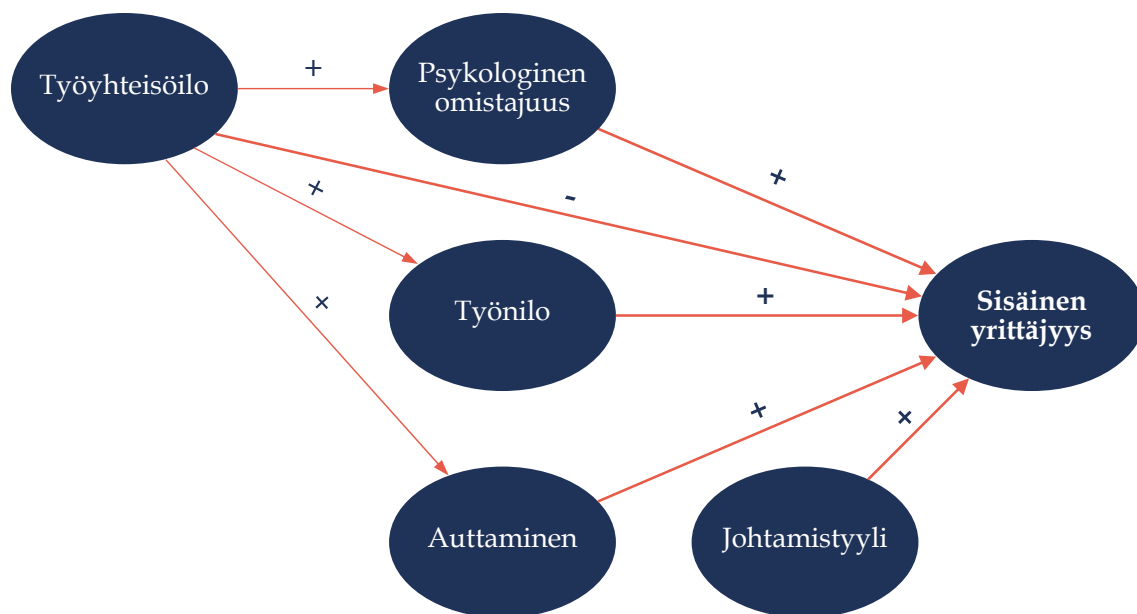 Työyhteisöilo
+
Psykologinen
omistajuus
+
-
+
+
Työnilo
+
Sisäinen
yrittäjyys
+
+
Auttaminen
Johtamistyyli